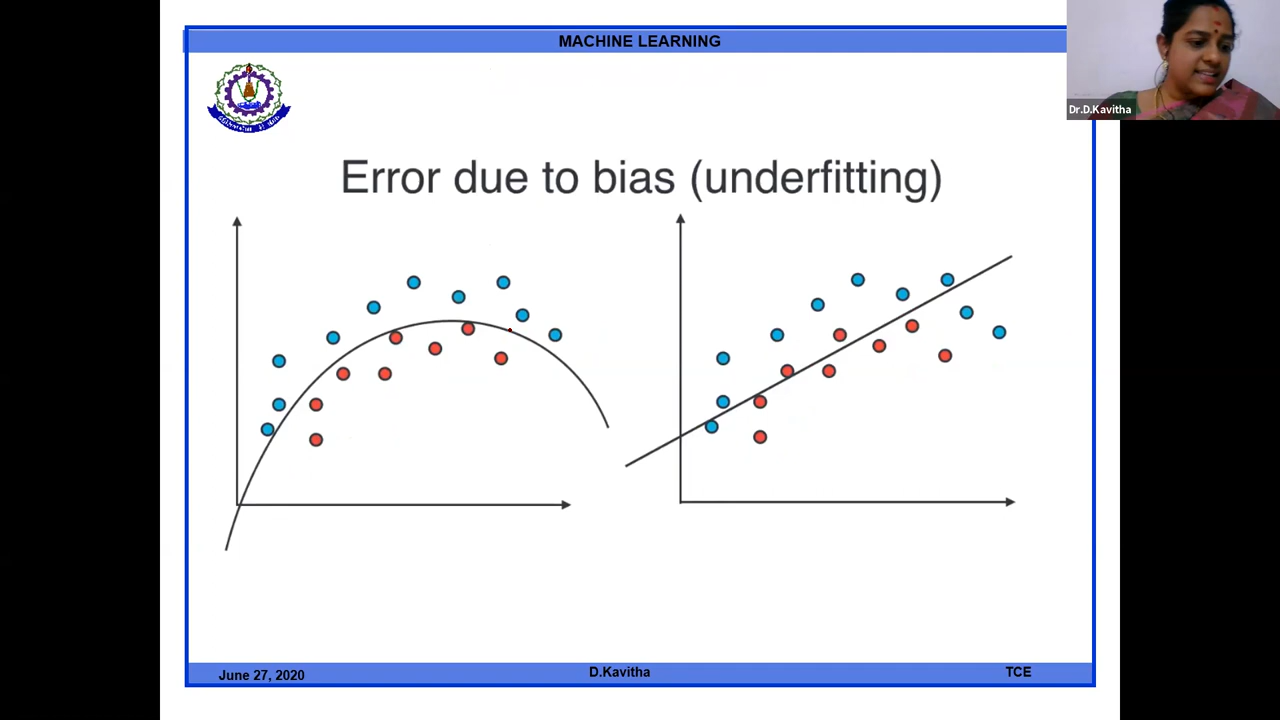 MACHINE LEARNING
Dr.D.Kavitha
Error due to bias (underfitting)
June 27, 2020
D.Kavitha
TCE